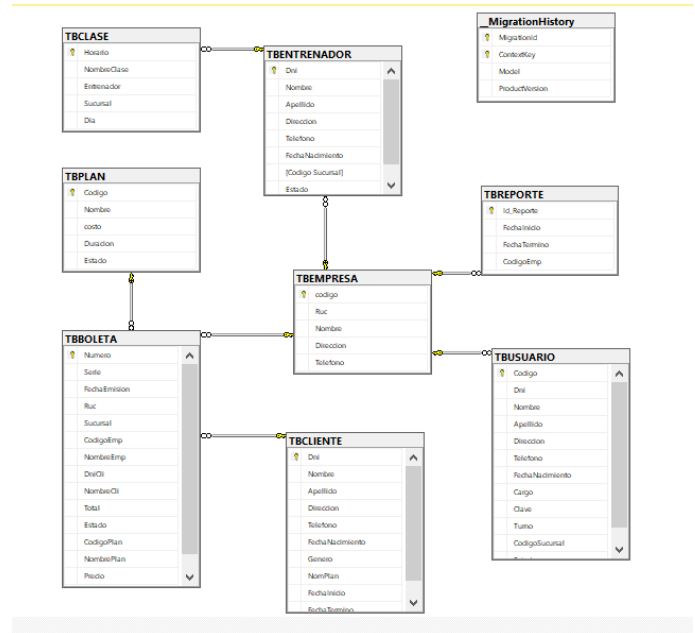 TBCLASE
Horario
NombreClase
Entrenador
Sucursal
Dia
TBENTRENADOR
Dni
Nombre
Apellido
Direccion
Telefono
FechaNacimiento
[Codigo Sucursal]
Estado
__MigrationHistory
MigrationId
ContextKey
Model
ProductVersion
TBPLAN
Codigo
Nombre
costo
Duracion
Estado
TBREPORTE
Id_Reporte
FechaInicio
FechaTermino
CodigoEmp
TBEMPRESA
codigo
Ruc
Nombre
Direccion
Telefono
TBBOLETA
Numero
Serie
FechaEmision
Ruc
Sucursal
CodigoEmp
NombreEmp
DniCli
NombreCli
Total
Estado
CodigoPlan
NombrePlan
Precio
TBCLIENTE
Dni
Nombre
Apellido
Direccion
Telefono
FechaNacimiento
Genero
NomPlan
FechaInicio
FechaTermino
TBUSUARIO
Codigo
Dni
Nombre
Apellido
Direccion
Telefono
FechaNacimiento
Cargo
Clave
Turno
CodigoSucursal